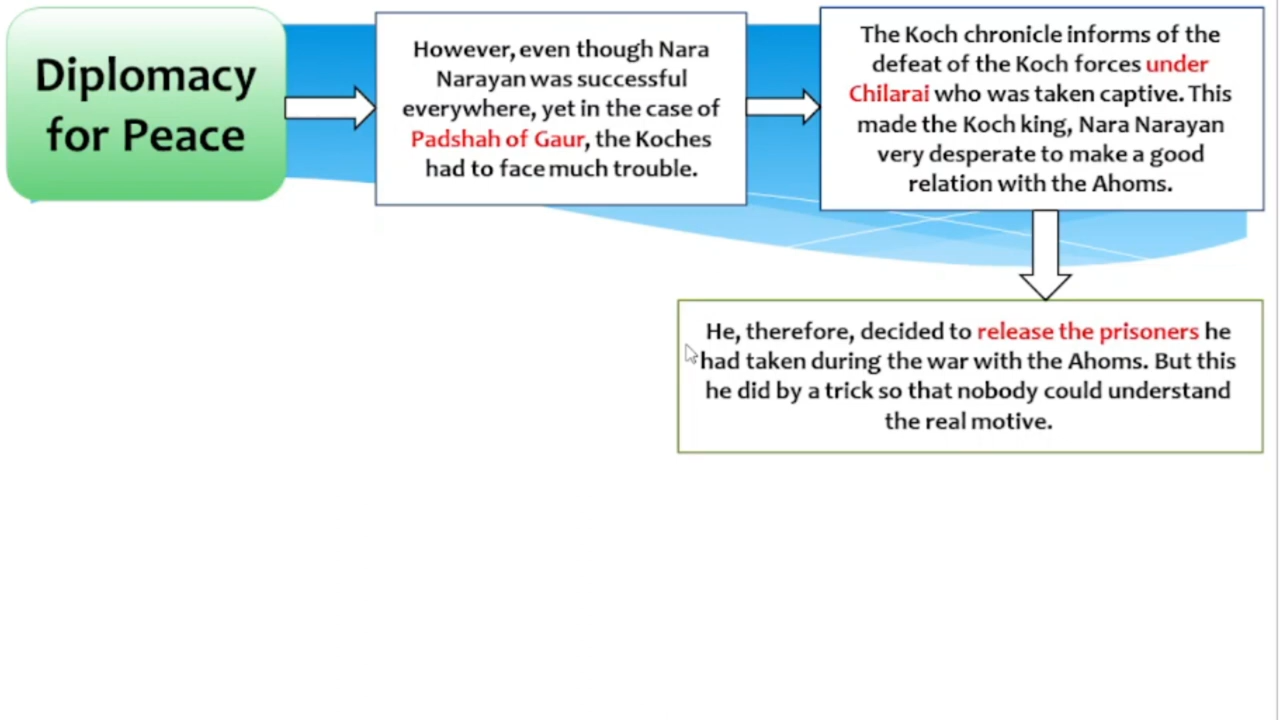 Diplomacy
for Peace
However, even though Nara
Narayan was successful
everywhere, yet in the case of
Padshah of Gaur, the Koches
had to face much trouble.
The Koch chronicle informs of the
defeat of the Koch forces under
Chilarai who was taken captive. This
made the Koch king, Nara Narayan
very desperate to make a good
relation with the Ahoms.
He, therefore, decided to release the prisoners he
had taken during the war with the Ahoms. But this
he did by a trick so that nobody could understand
the real motive.